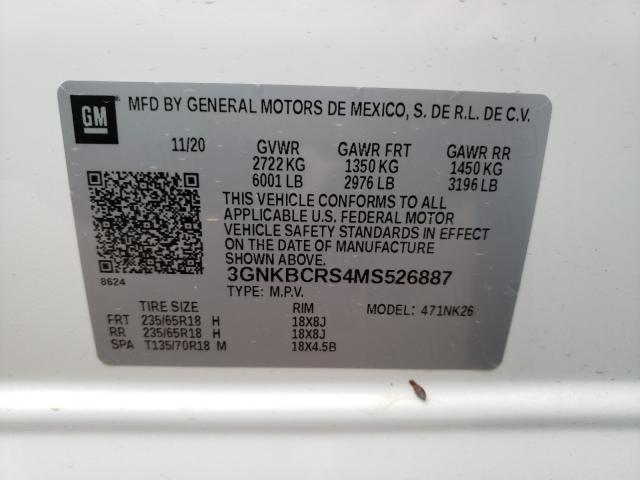 GM
MFD BY GENERAL MOTORS DE MEXICO, S. DE R.L. DE C.V.
11/20 GVWR GAWR FRT GAWR RR
2722 KG 1350 KG 1450 KG
6001 LB 2976 LB 3196 LB
THIS VEHICLE CONFORMS TO ALL
APPLICABLE U.S. FEDERAL MOTOR
VEHICLE SAFETY STANDARDS IN EFFECT
ON THE DATE OF MANUFACTURE
SHOWN ABOVE.
8624
3GNKBCRS4MS526887
TYPE: M.P.V.
TIRE SIZE RIM MODEL: 471NK26
FRT 235/65R18 H 18X8J
RR 235/65R18 H 18X8J
SPA T135/70R18 M 18X4.5B